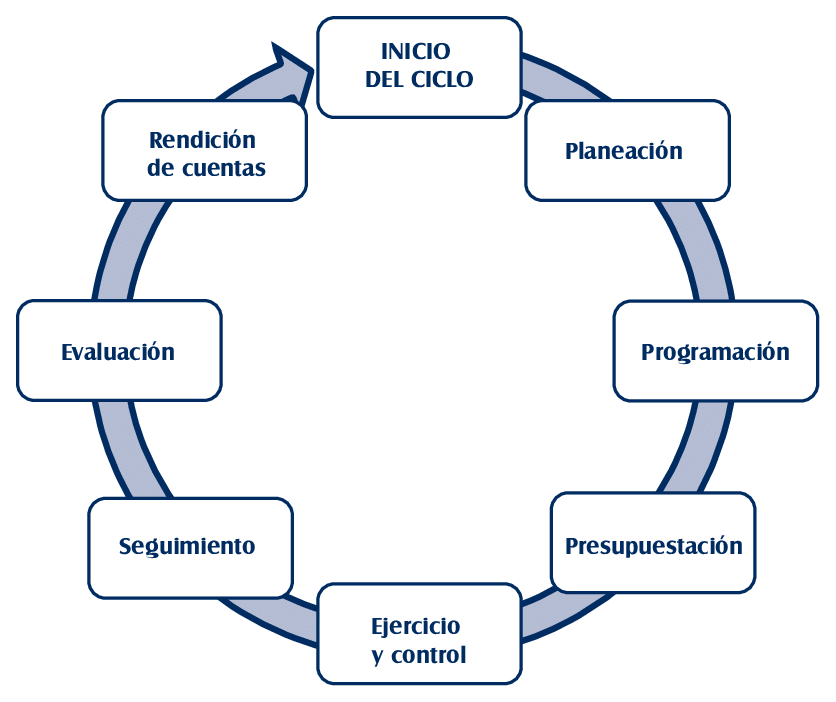 INICIO
DEL CICLO
Planeación
Programación
Presupuestación
Ejercicio
y control
Seguimiento
Evaluación
Rendición
de cuentas